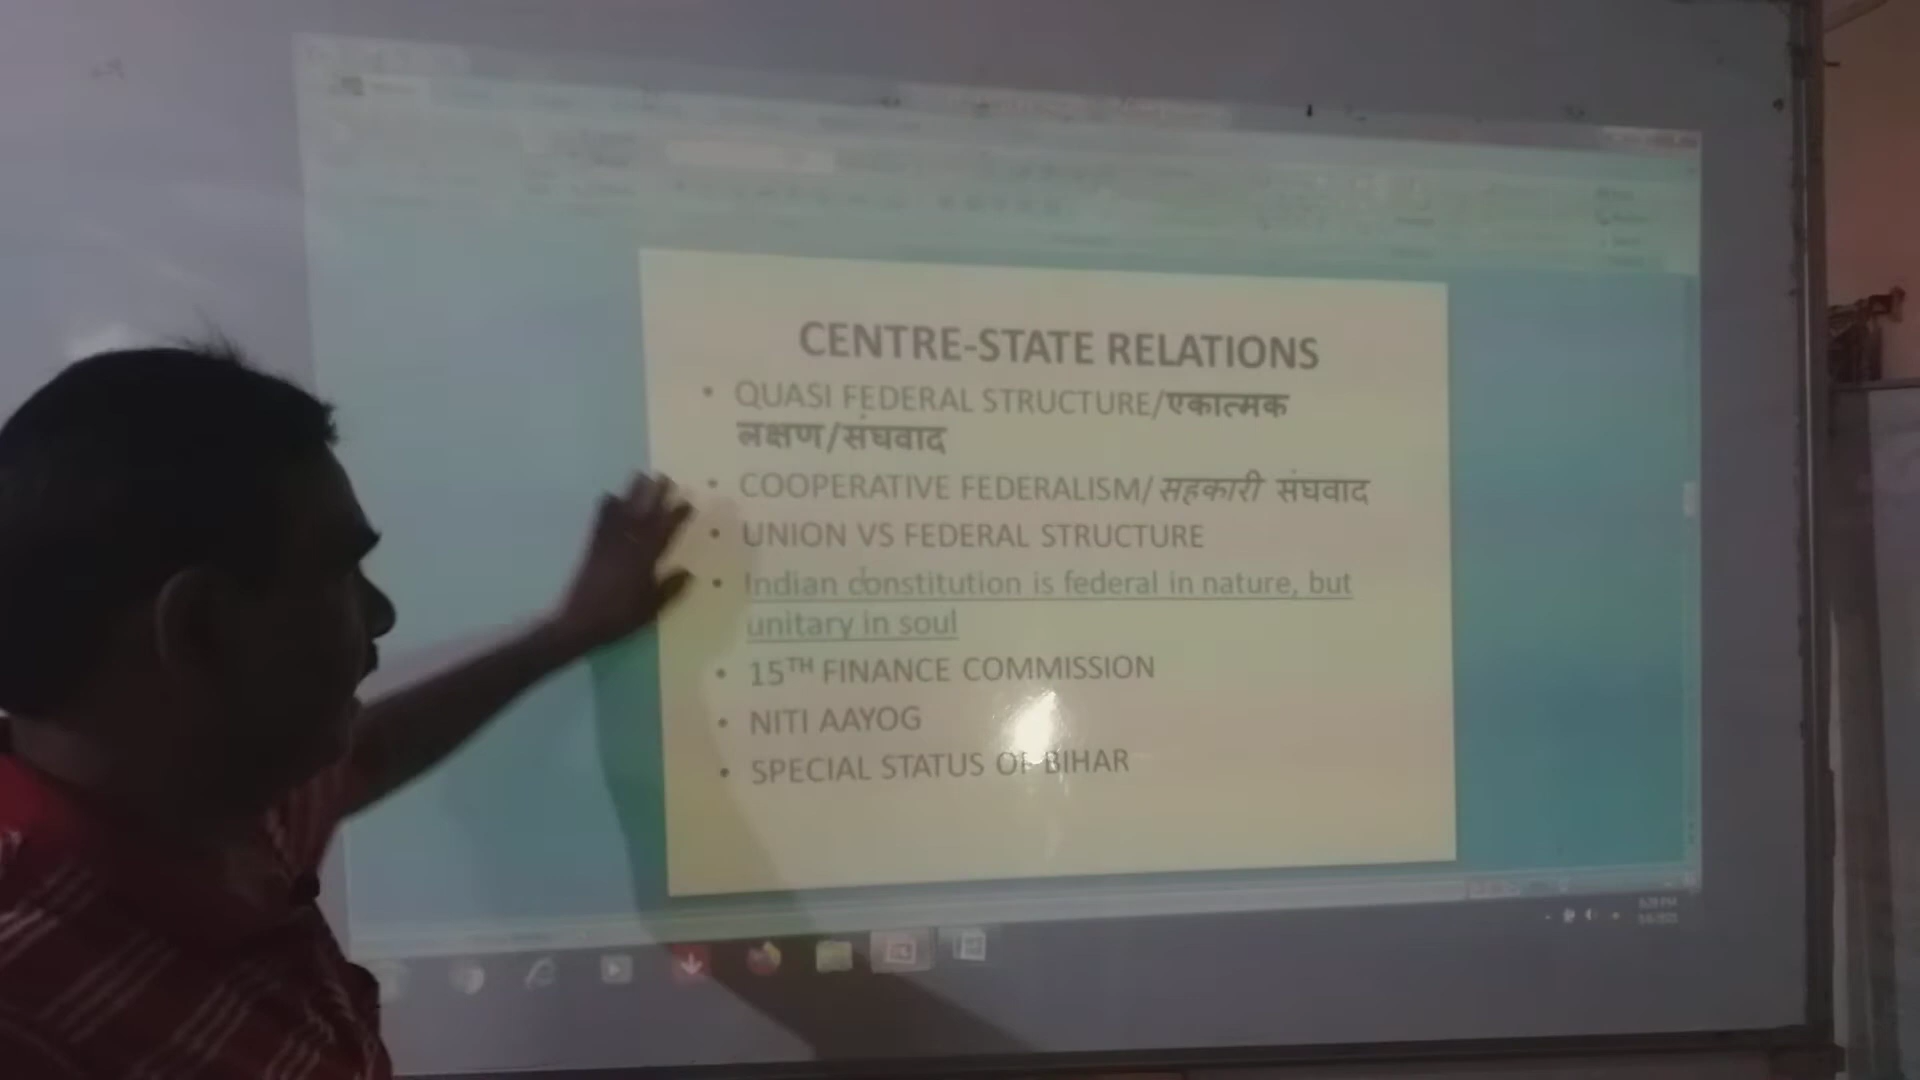 CENTRE-STATE RELATIONS
• QUASI FEDERAL STRUCTURE/एकात्मक
लक्षण/संघवाद
• COOPERATIVE FEDERALISM/सहकारी संघवाद
• UNION VS FEDERAL STRUCTURE
• Indian constitution is federal in nature, but
unitary in soul
• 15TH FINANCE COMMISSION
• NITI AAYOG
• SPECIAL STATUS OF BIHAR